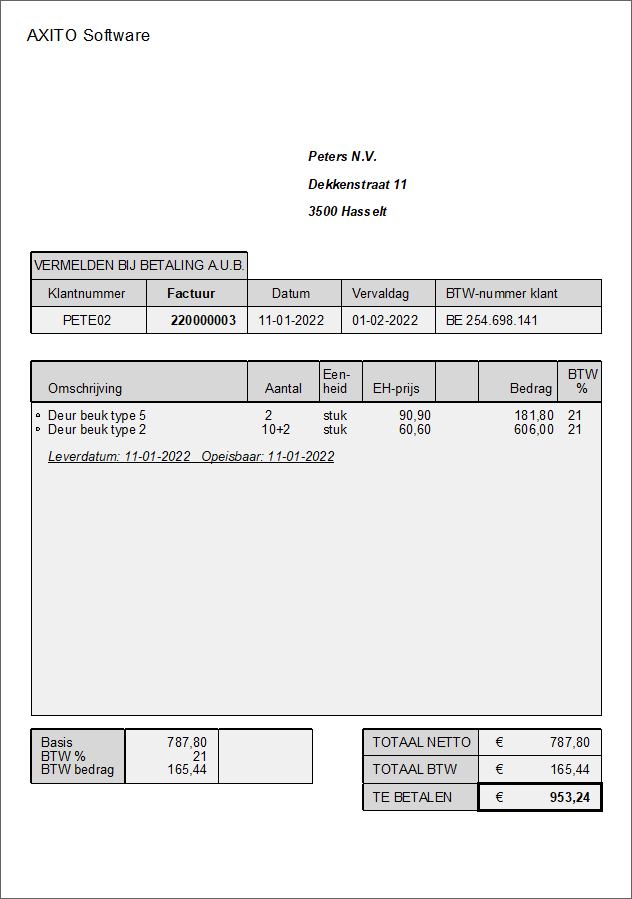 AXITO Software
Peters N.V.
Dekkenstraat 11
3500 Hasselt
VERMELDEN BIJ BETALING A.U.B.
Klantnummer Factuur Datum Vervaldag BTW-nummer klant
PETE02 220000003 11-01-2022 01-02-2022 BE 254.698.141
Omschrijving Aantal Een-heid EH-prijs Bedrag BTW %
Deur beuk type 5 2 stuk 90,90 181,80 21
Deur beuk type 2 10+2 stuk 60,60 606,00 21
Leverdatum: 11-01-2022 Opeisbaar: 11-01-2022
Basis 787,80
BTW % 21
BTW bedrag 165,44
TOTAAL NETTO € 787,80
TOTAAL BTW € 165,44
TE BETALEN € 953,24